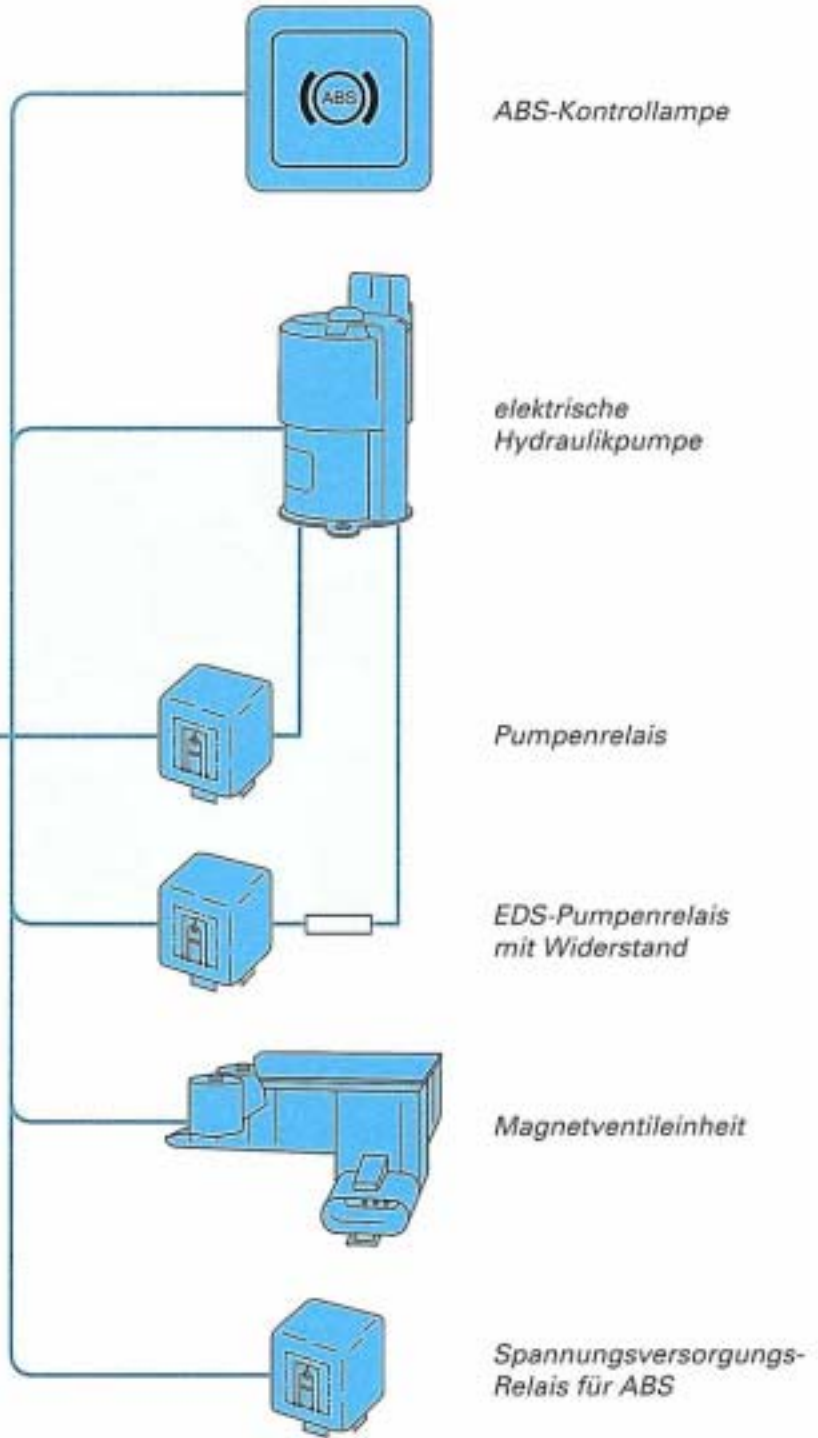 ABS
ABS-Kontrollampe
elektrische
Hydraulikpumpe
Pumpenrelais
EDS-Pumpenrelais
mit Widerstand
Magnetventileinheit
Spannungsversorgungs-
Relais für ABS